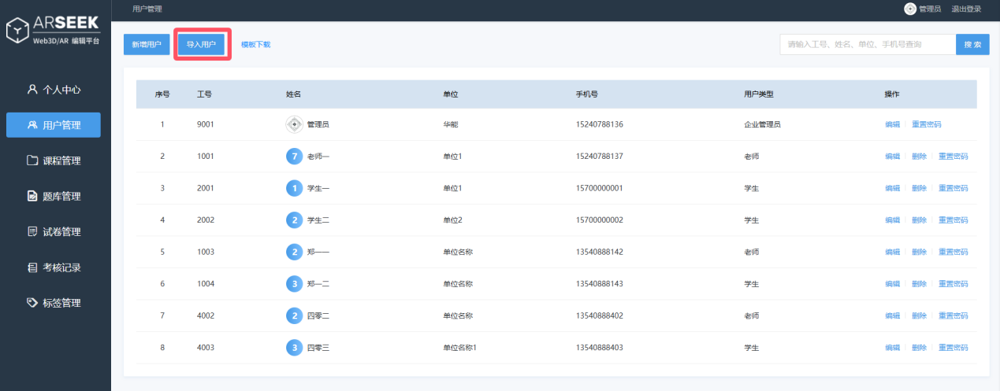 用户管理 管理员 退出登录
ARSEEK
Web3D/AR 编辑平台
个人中心
用户管理
课程管理
题库管理
试卷管理
考核记录
标签管理
新增用户 导入用户 模板下载 请输入工号、姓名、单位、手机号查询 搜 索
序号 工号 姓名 单位 手机号 用户类型 操作
1 9001 管理员 华能 15240788136 企业管理员 编辑 重置密码
2 1001 7 老师一 单位1 15240788137 老师 编辑 删除 重置密码
3 2001 1 学生一 单位1 15700000001 学生 编辑 删除 重置密码
4 2002 2 学生二 单位2 15700000002 学生 编辑 删除 重置密码
5 1003 2 郑一一 单位名称 13540888142 老师 编辑 删除 重置密码
6 1004 3 郑一二 单位名称 13540888143 学生 编辑 删除 重置密码
7 4002 2 四零二 单位名称 13540888402 老师 编辑 删除 重置密码
8 4003 3 四零三 单位名称1 13540888403 学生 编辑 删除 重置密码